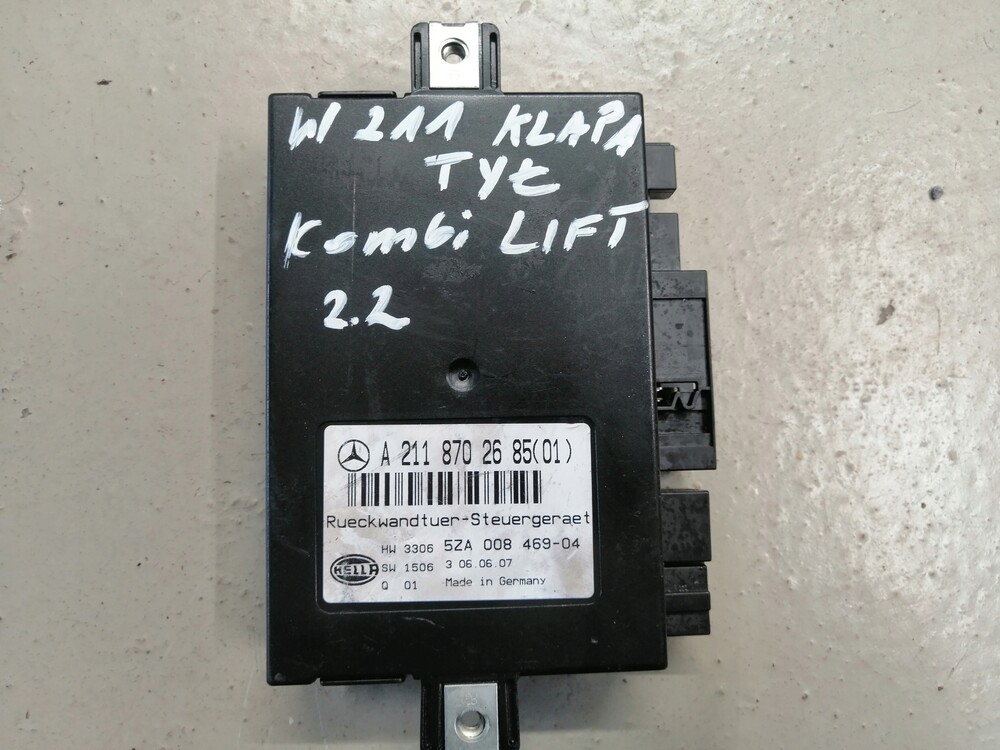 W 211 KLAPA
TYŁ
Kombi LIFT
2.2
A 211 870 26 85(01)
Rueckwandtuer-Steuergeraet
HW 3306 5ZA 008 469-04
HELLA SW 1506 3 06.06.07
Q 01 Made in Germany